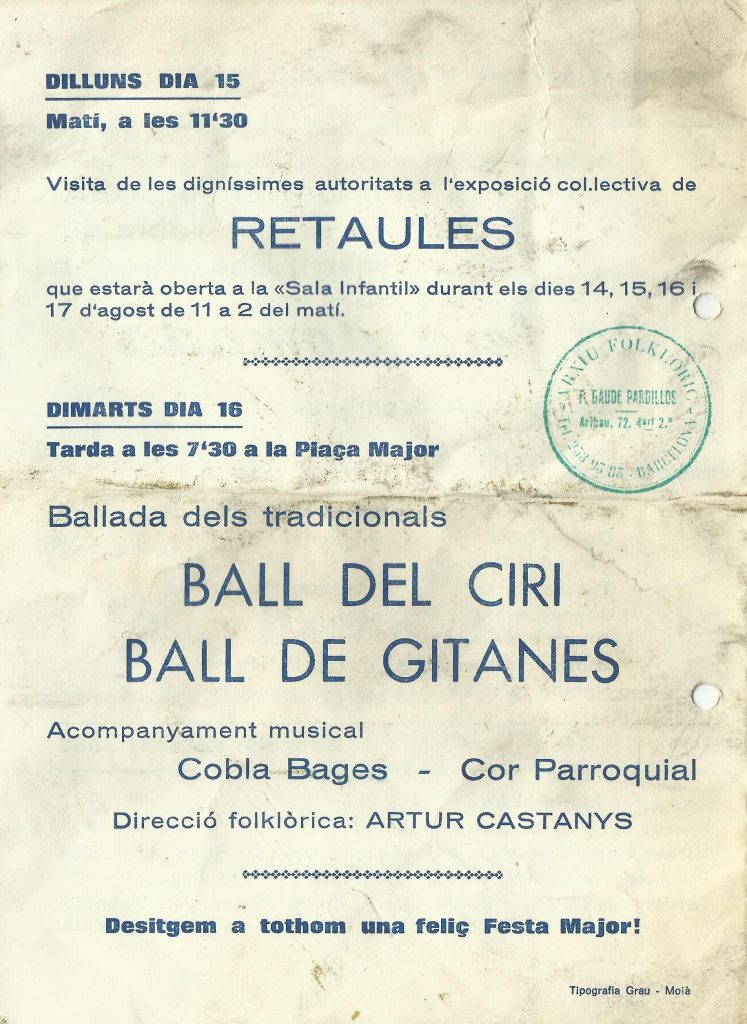 DILLUNS DIA 15
Matí, a les 11'30
Visita de les digníssimes autoritats a l'exposició col.lectiva de
RETAULES
que estarà oberta a la «Sala Infantil» durant els dies 14, 15, 16 i
17 d'agost de 11 a 2 del matí.
ARXIU FOLKLÒRIC
P. GAUDE PARDILLOS
Aribau, 72, 4art 2.ª
Tel. 253 95 85 - BARCELONA
DIMARTS DIA 16
Tarda a les 7'30 a la Plaça Major
Ballada dels tradicionals
BALL DEL CIRI
BALL DE GITANES
Acompanyament musical
Cobla Bages - Cor Parroquial
Direcció folklòrica: ARTUR CASTANYS
Desitgem a tothom una feliç Festa Major!
Tipografia Grau - Moià